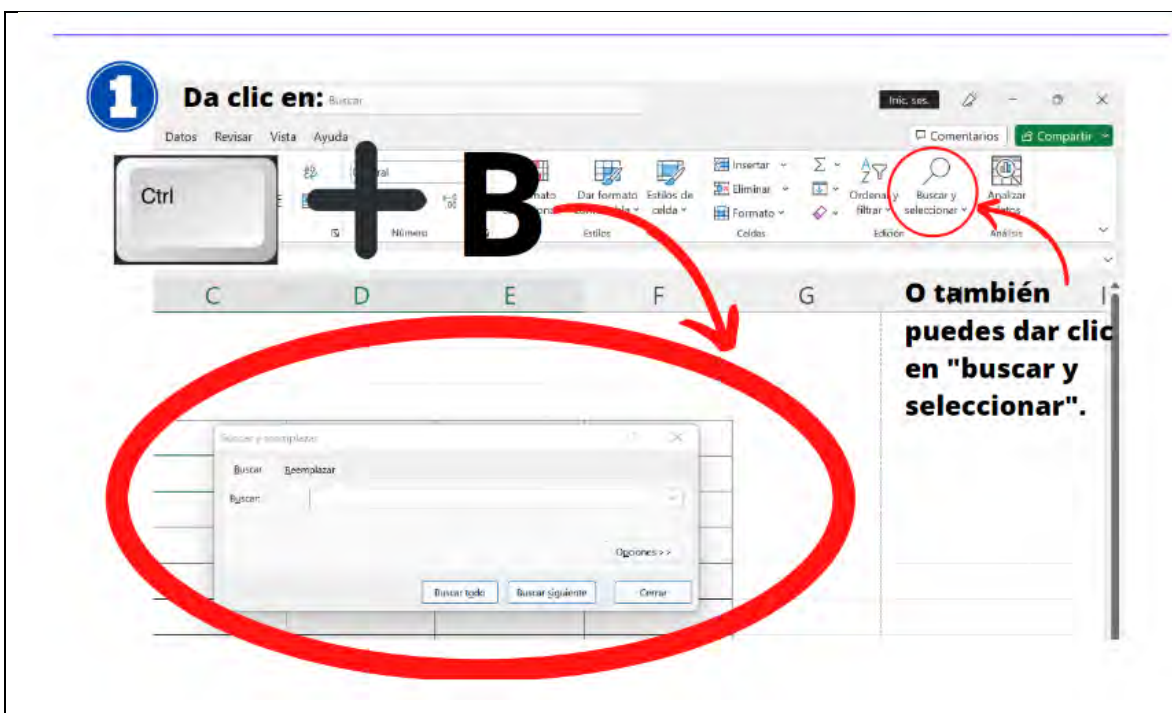 1
Da clic en:
Buscar
Inic. ses.
Datos Revisar Vista Ayuda
Comentarios
Compartir
Ctrl
+
B
Insertar
Eliminar
Formato
Dar formato
Estilos de
celda
Ordenar y
filtrar
Buscar y
seleccionar
Analizar
Número
Estilos
Celdas
Edición
Análisis
C D E F G I
O también
puedes dar clic
en "buscar y
seleccionar".
Buscar y reemplazar
Buscar Reemplazar
Buscar:
Opciones >>
Buscar todo Buscar siguiente Cerrar